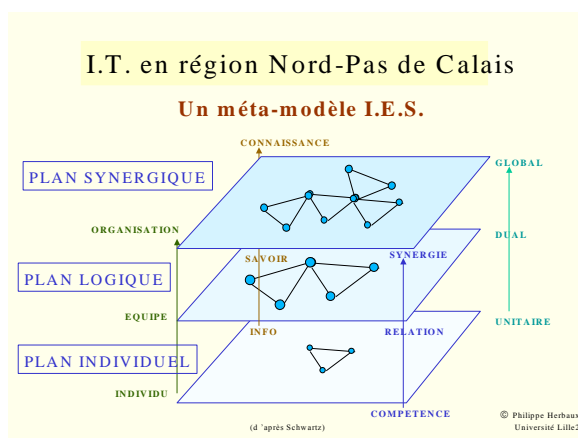 I.T. en région Nord-Pas de Calais
Un méta-modèle I.E.S.
CONNAISSANCE
GLOBAL
PLAN SYNERGIQUE
ORGANISATION
DUAL
SAVOIR
SYNERGIE
PLAN LOGIQUE
EQUIPE
UNITAIRE
INFO
RELATION
PLAN INDIVIDUEL
INDIVIDU
COMPETENCE
© Philippe Herbaus
(d 'après Schwartz)
Université Lille2